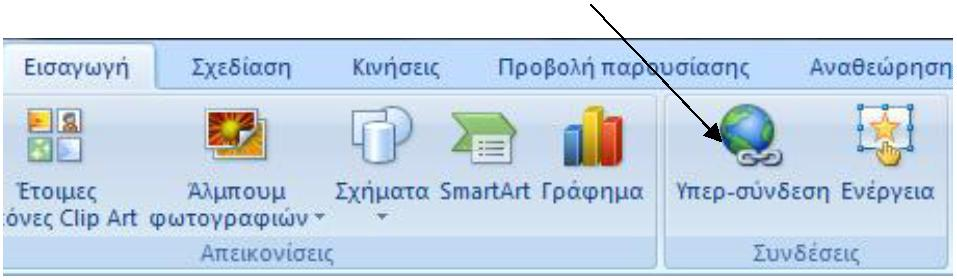 Εισαγωγή Σχεδίαση Κινήσεις Προβολή παρουσίασης Αναθεώρηση
Έτοιμες
όνες Clip Art
Άλμπουμ
φωτογραφιών
Σχήματα
SmartArt
Γράφημα
Υπερ-σύνδεση
Ενέργεια
Απεικονίσεις
Συνδέσεις